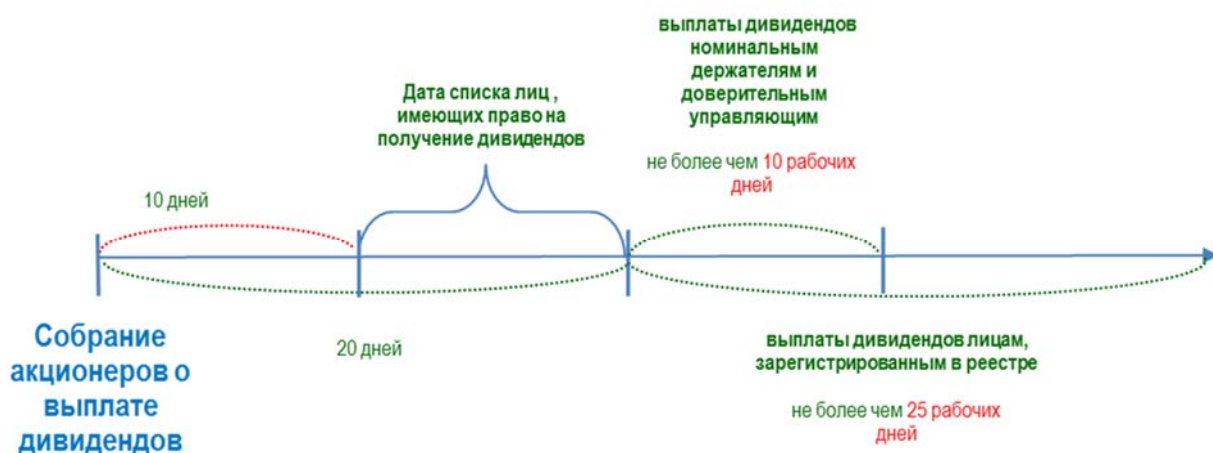 выплаты дивидендов
номинальным
держателям и
доверительным
управляющим
не более чем 10 рабочих
дней
Дата списка лиц ,
имеющих право на
получение дивидендов
10 дней
20 дней
Собрание
акционеров о
выплате
дивидендов
выплаты дивидендов лицам,
зарегистрированным в реестре
не более чем 25 рабочих
дней